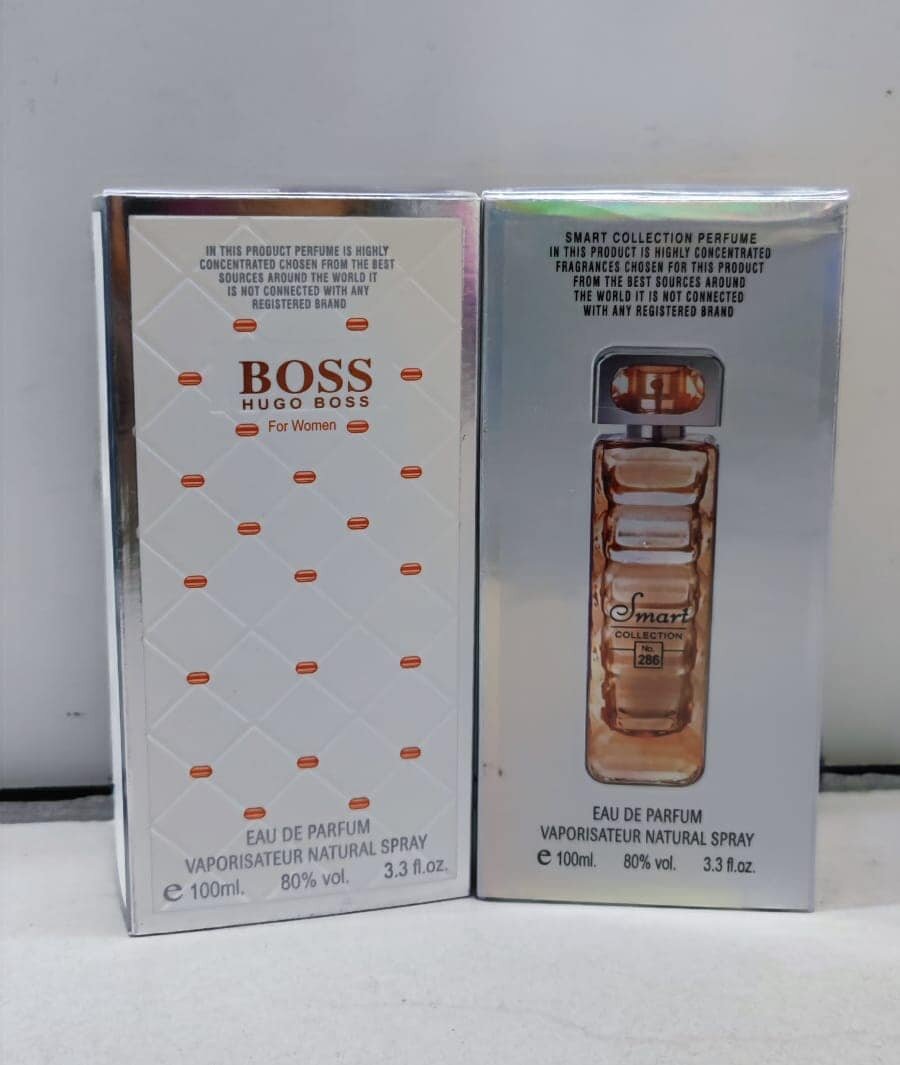 IN THIS PRODUCT PERFUME IS HIGHLY
CONCENTRATED CHOSEN FROM THE BEST
SOURCES AROUND THE WORLD IT
IS NOT CONNECTED WITH ANY
REGISTERED BRAND
BOSS
HUGO BOSS
For Women
EAU DE PARFUM
VAPORISATEUR NATURAL SPRAY
e 100ml. 80% vol. 3.3 fl.oz.
SMART COLLECTION PERFUME
IN THIS PRODUCT IS HIGHLY CONCENTRATED
FRAGRANCES CHOSEN FOR THIS PRODUCT
FROM THE BEST SOURCES AROUND
THE WORLD IT IS NOT CONNECTED
WITH ANY REGISTERED BRAND
Smart
COLLECTION
No.
286
EAU DE PARFUM
VAPORISATEUR NATURAL SPRAY
e 100ml. 80% vol. 3.3 fl.oz.